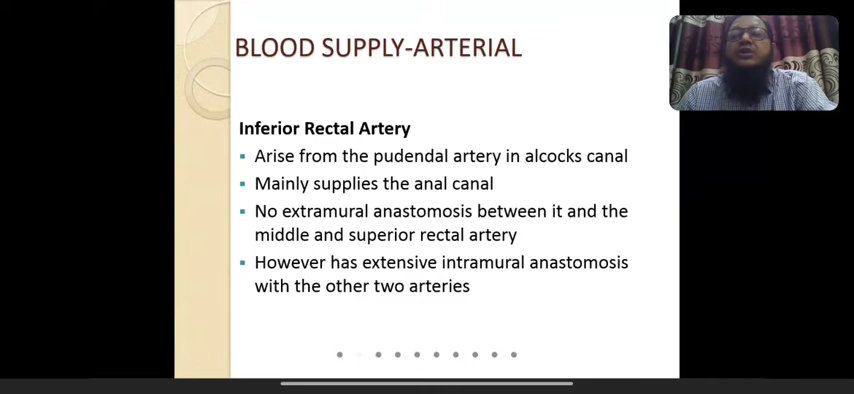 BLOOD SUPPLY-ARTERIAL
Inferior Rectal Artery
▪ Arise from the pudendal artery in alcocks canal
▪ Mainly supplies the anal canal
▪ No extramural anastomosis between it and the
middle and superior rectal artery
▪ However has extensive intramural anastomosis
with the other two arteries